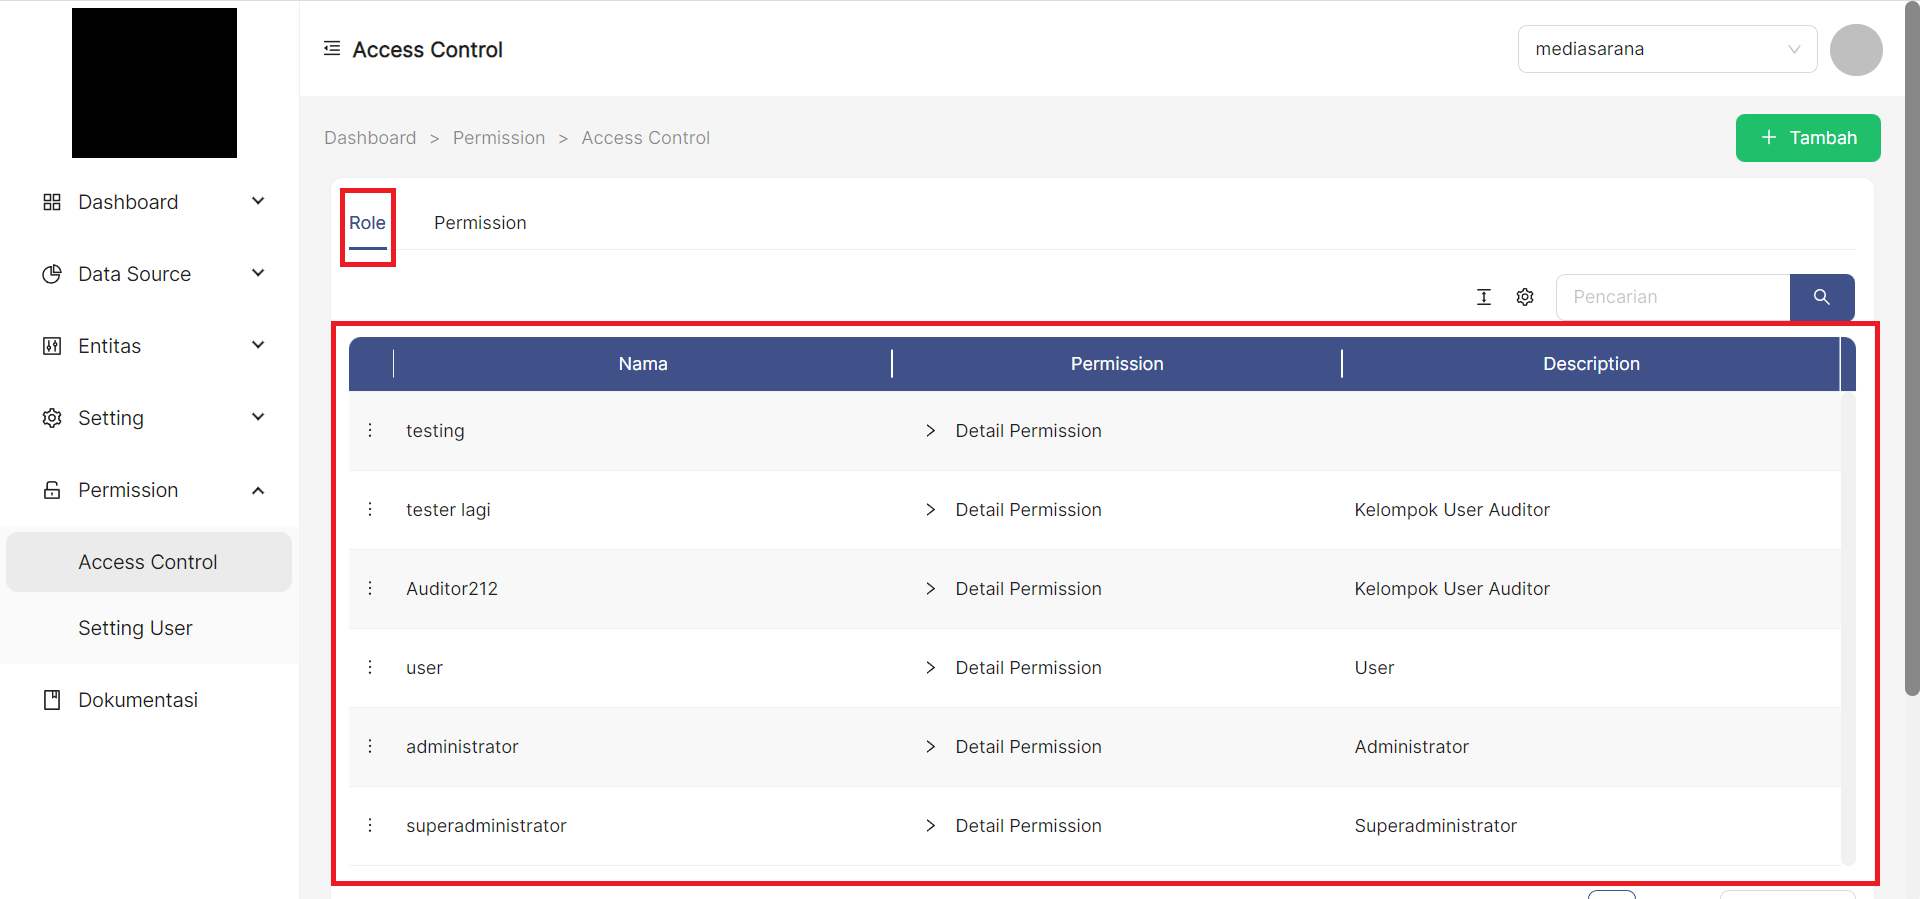 Access Control
mediasarana
Dashboard > Permission > Access Control
+ Tambah
Dashboard
Data Source
Entitas
Setting
Permission
Access Control
Setting User
Dokumentasi
Role Permission
Pencarian
Nama Permission Description
testing > Detail Permission
tester lagi > Detail Permission Kelompok User Auditor
Auditor212 > Detail Permission Kelompok User Auditor
user > Detail Permission User
administrator > Detail Permission Administrator
superadministrator > Detail Permission Superadministrator